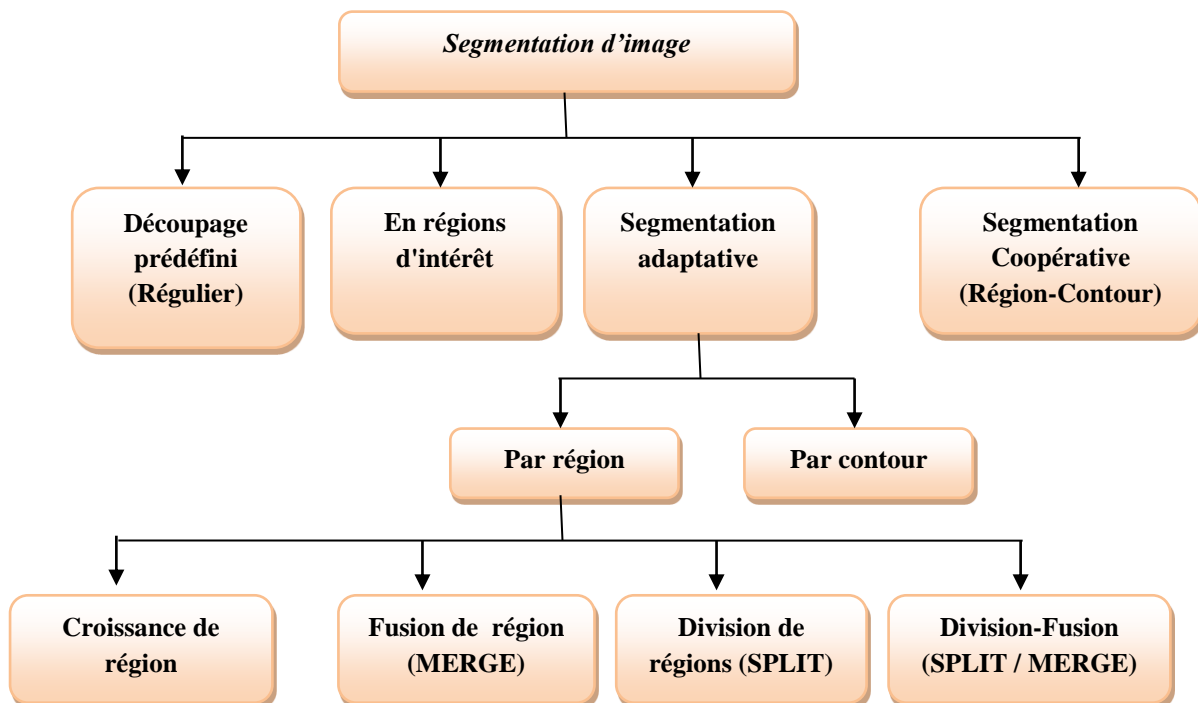 Segmentation d’image
Découpage
prédéfini
(Régulier)
En régions
d'intérêt
Segmentation
adaptative
Segmentation
Coopérative
(Région-Contour)
Par région
Par contour
Croissance de
région
Fusion de  région
(MERGE)
Division de
régions (SPLIT)
Division-Fusion
(SPLIT / MERGE)